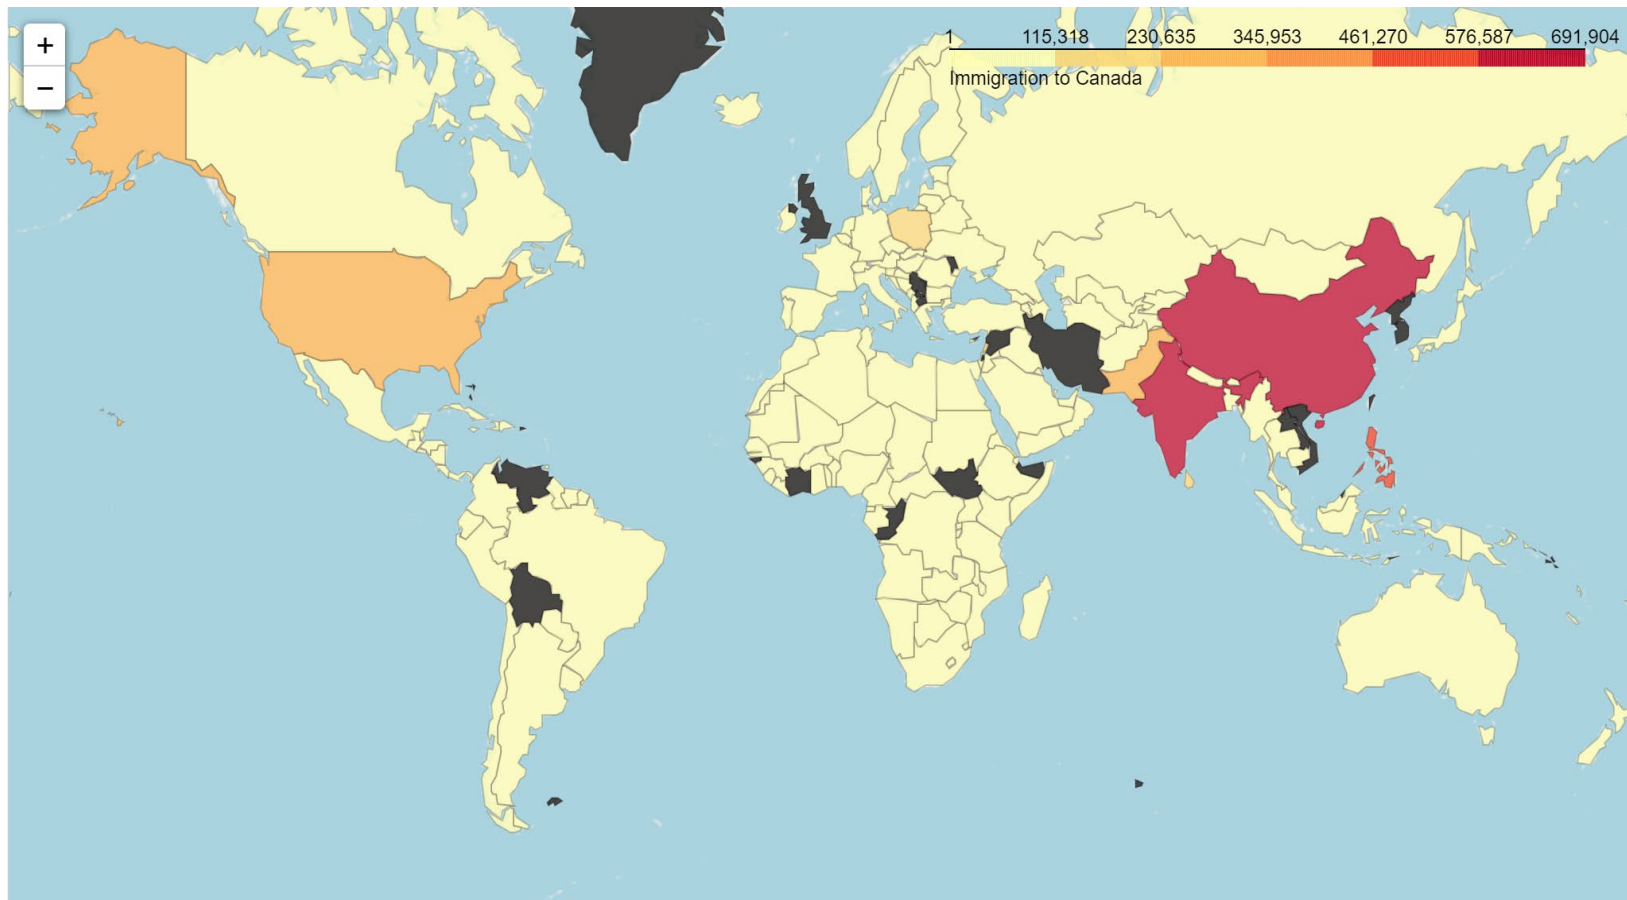 +
−
1 115,318 230,635 345,953 461,270 576,587 691,904
Immigration to Canada